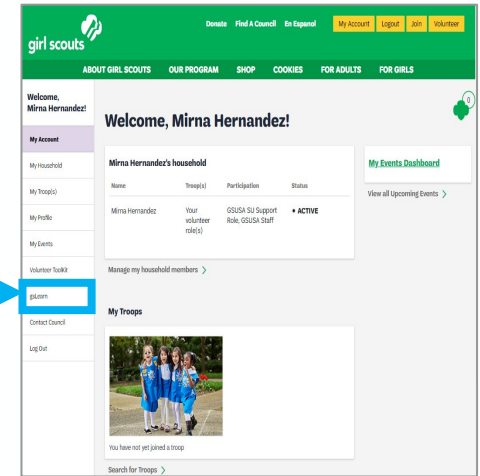 Donate Find A Council En Espanol My Account Logout Join Volunteer
girl scouts
ABOUT GIRL SCOUTS OUR PROGRAM SHOP COOKIES FOR ADULTS FOR GIRLS
Welcome,
Mirna Hernandez!
My Account
My Household
My Troop(s)
My Profile
My Events
Volunteer ToolKit
gsLearn
Contact Council
Log Out
0
Welcome, Mirna Hernandez!
Mirna Hernandez's household
Name Troop(s) Participation Status
Mirna Hernandez Your GSUSA SU Support • ACTIVE
volunteer Role, GSUSA Staff
role(s)
Manage my household members >
My Events Dashboard
View all Upcoming Events >
My Troops
You have not yet joined a troop
Search for Troops >